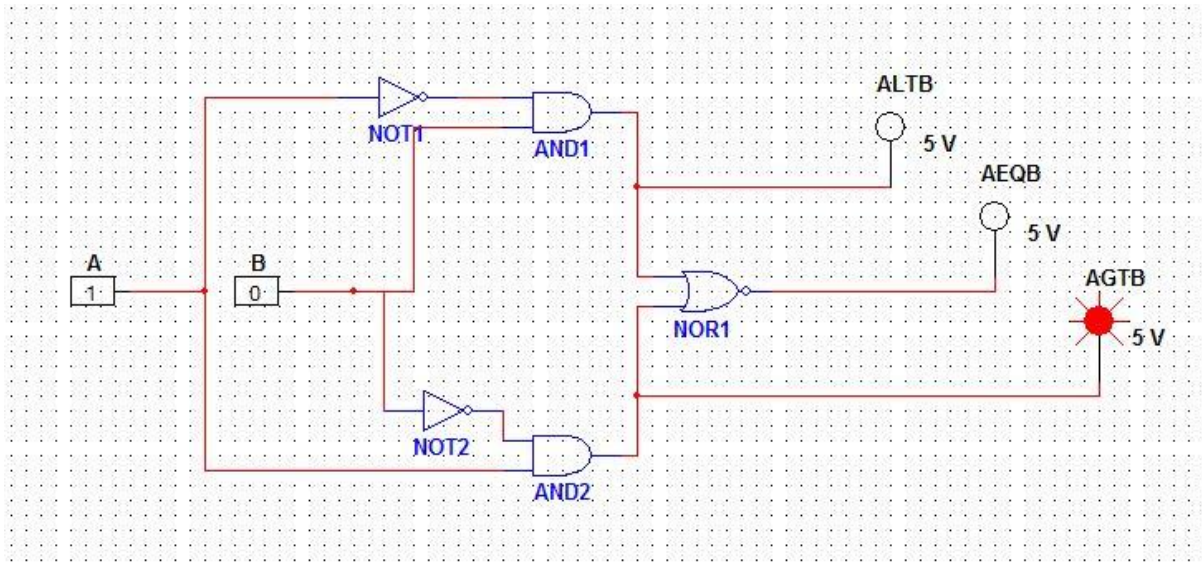 ALTB
5 V
NOT1
AND1
AEQB
5 V
A
1
B
0
AGTB
5 V
NOR1
NOT2
AND2